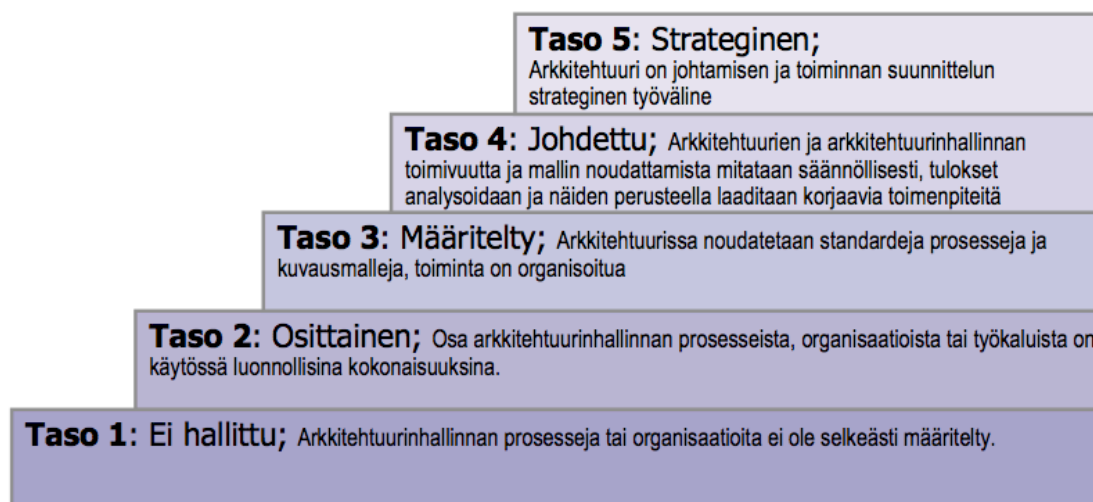 Taso 5: Strateginen;
Arkkitehtuuri on johtamisen ja toiminnan suunnittelun
strateginen työväline
Taso 4: Johdettu; Arkkitehtuurien ja arkkitehtuurinhallinnan
toimivuutta ja mallin noudattamista mitataan säännöllisesti, tulokset
analysoidaan ja näiden perusteella laaditaan korjaavia toimenpiteitä
Taso 3: Määritelty; Arkkitehtuurissa noudatetaan standardeja prosesseja ja
kuvausmalleja, toiminta on organisoitua
Taso 2: Osittainen; Osa arkkitehtuurinhallinnan prosesseista, organisaatioista tai työkaluista on
käytössä luonnollisina kokonaisuuksina.
Taso 1: Ei hallittu; Arkkitehtuurinhallinnan prosesseja tai organisaatioita ei ole selkeästi määritelty.